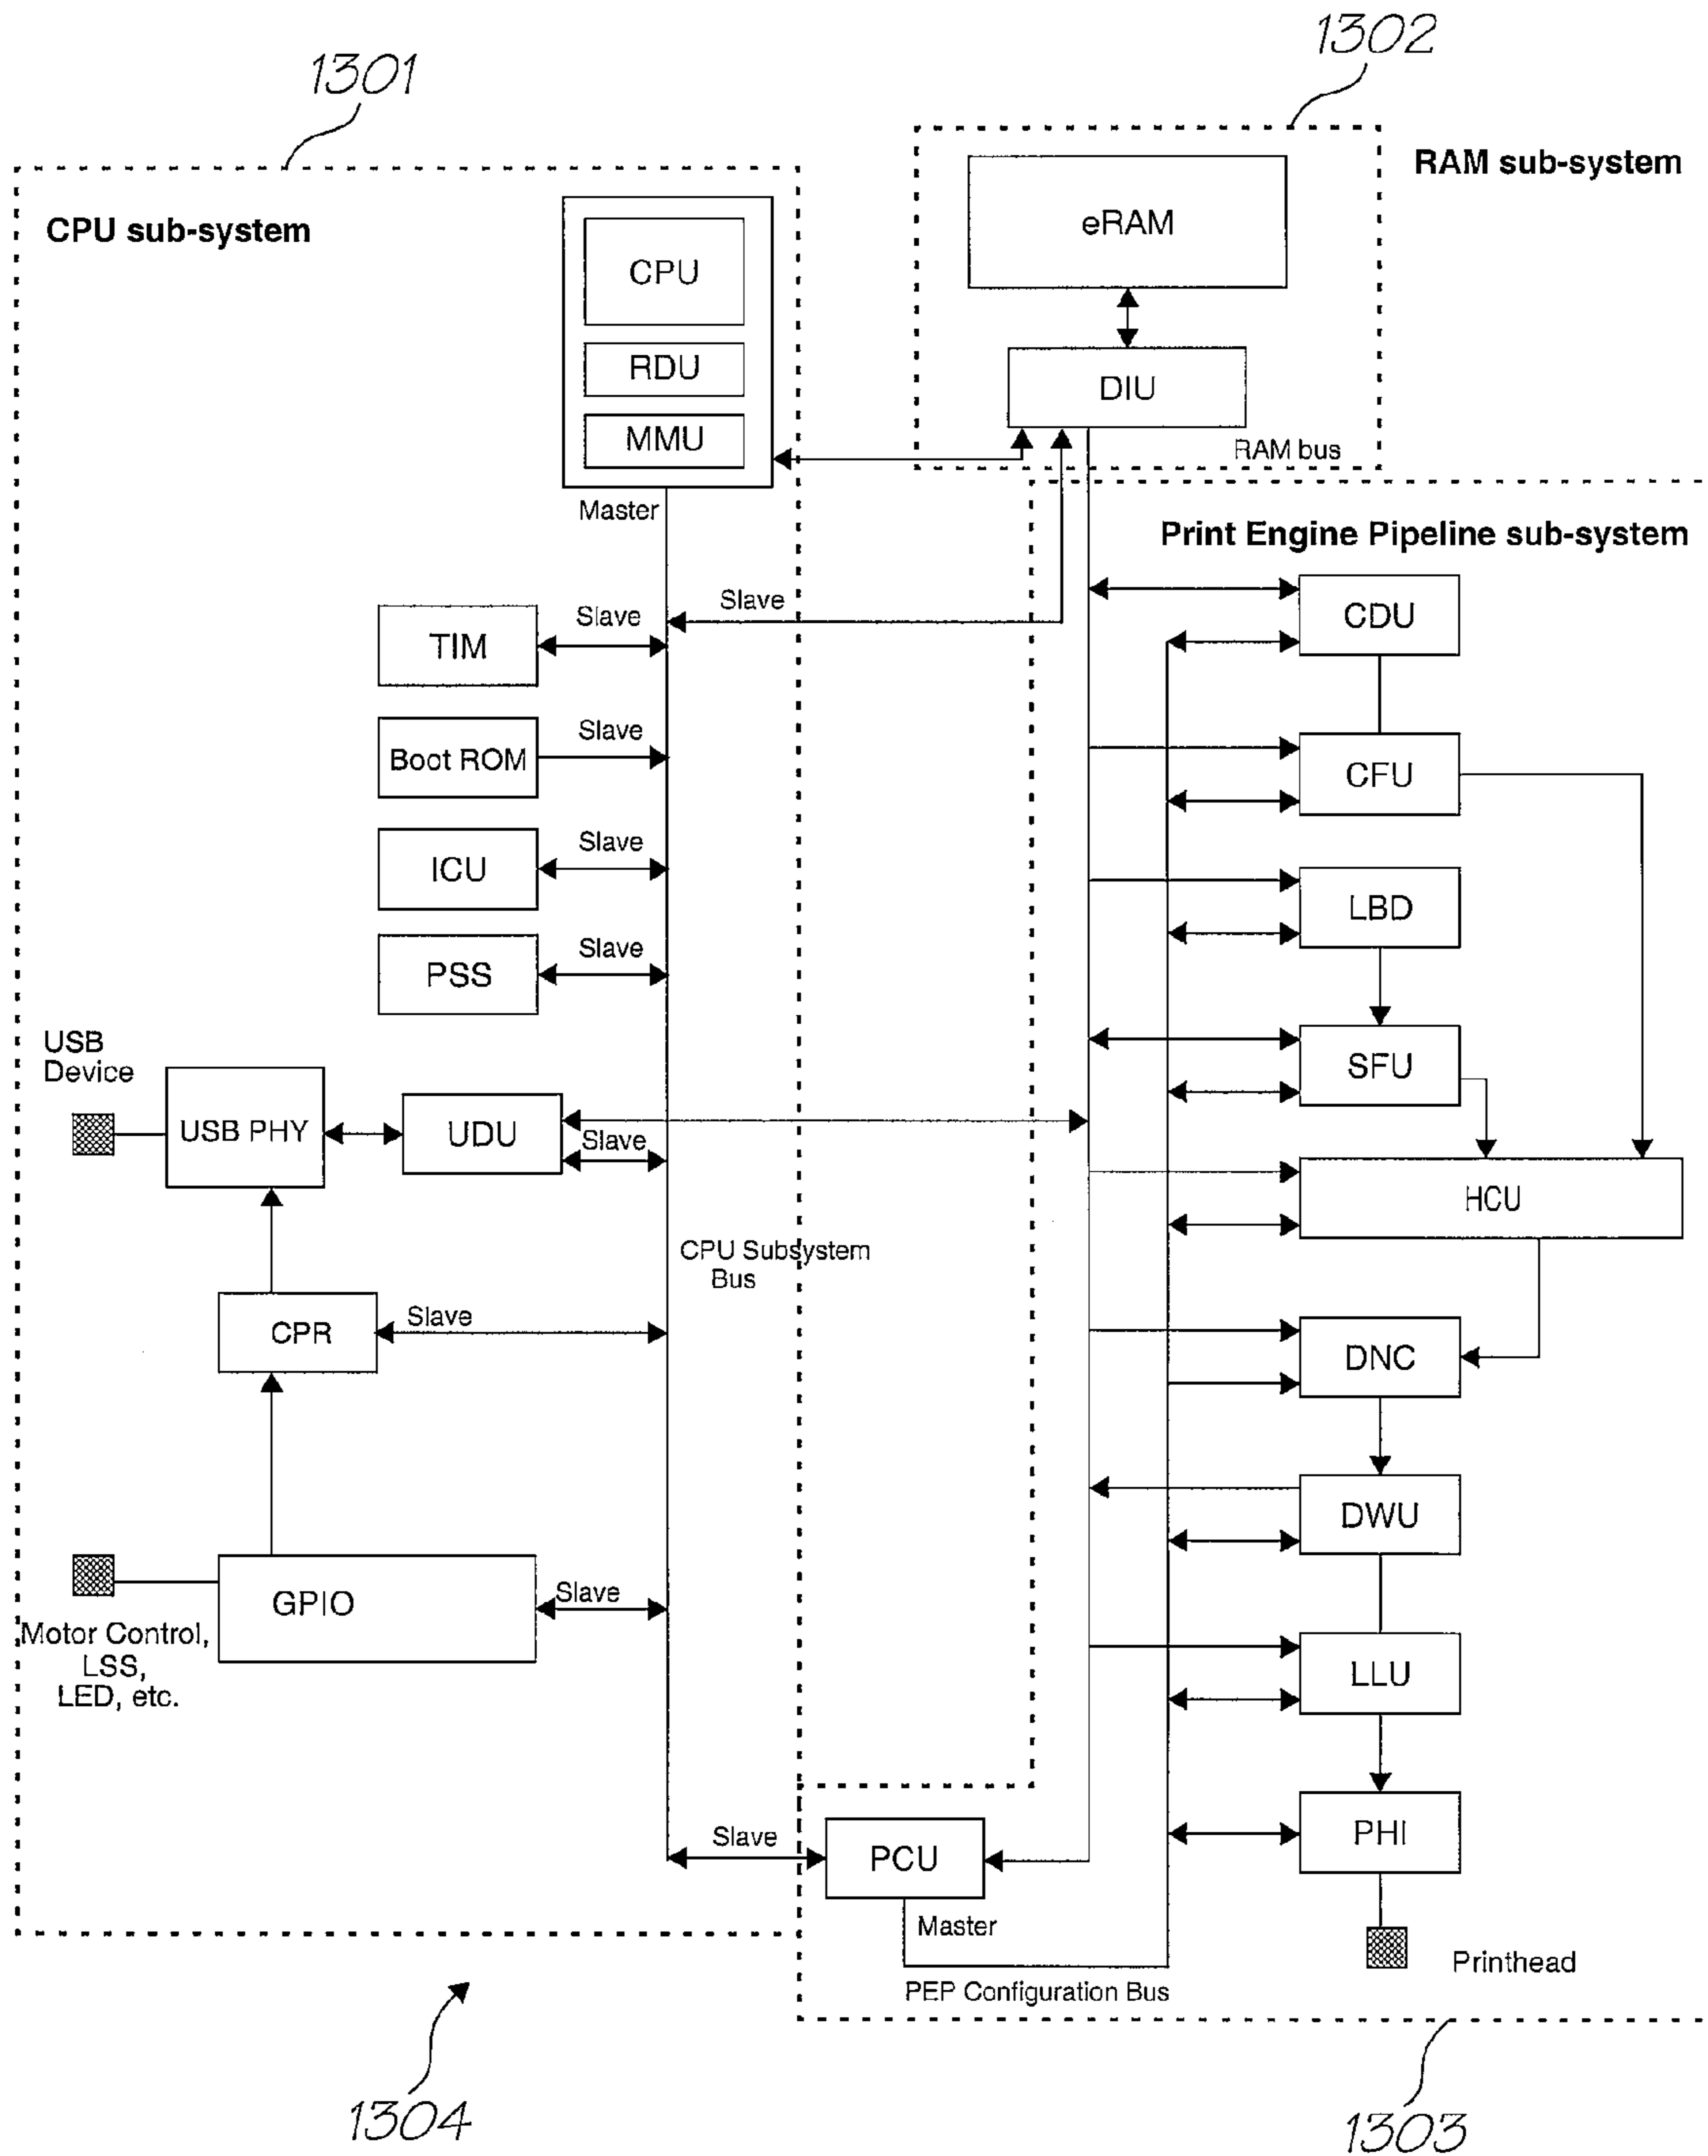 1301
1302
CPU sub-system
RAM sub-system
CPU
RDU
MMU
Master
eRAM
DIU
RAM bus
Print Engine Pipeline sub-system
Slave
TIM
Slave
Boot ROM
Slave
ICU
Slave
PSS
Slave
USB
Device
USB PHY
UDU
Slave
CPU Subsystem
Bus
CPR
Slave
GPIO
Slave
Motor Control,
LSS,
LED, etc.
CDU
CFU
LBD
SFU
HCU
DNC
DWU
LLU
PHI
Printhead
Slave
PCU
Master
PEP Configuration Bus
1304
1303